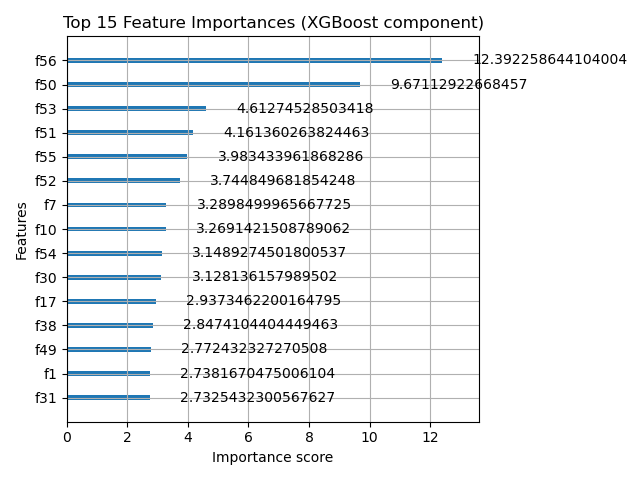 Top 15 Feature Importances (XGBoost component)
f56 12.392258644104004
f50 9.67112922668457
f53 4.61274528503418
f51 4.161360263824463
f55 3.983433961868286
f52 3.744849681854248
f7 3.2898499965667725
f10 3.2691421508789062
f54 3.1489274501800537
f30 3.128136157989502
f17 2.9373462200164795
f38 2.8474104404449463
f49 2.772432327270508
f1 2.7381670475006104
f31 2.7325432300567627
Features
0 2 4 6 8 10 12
Importance score